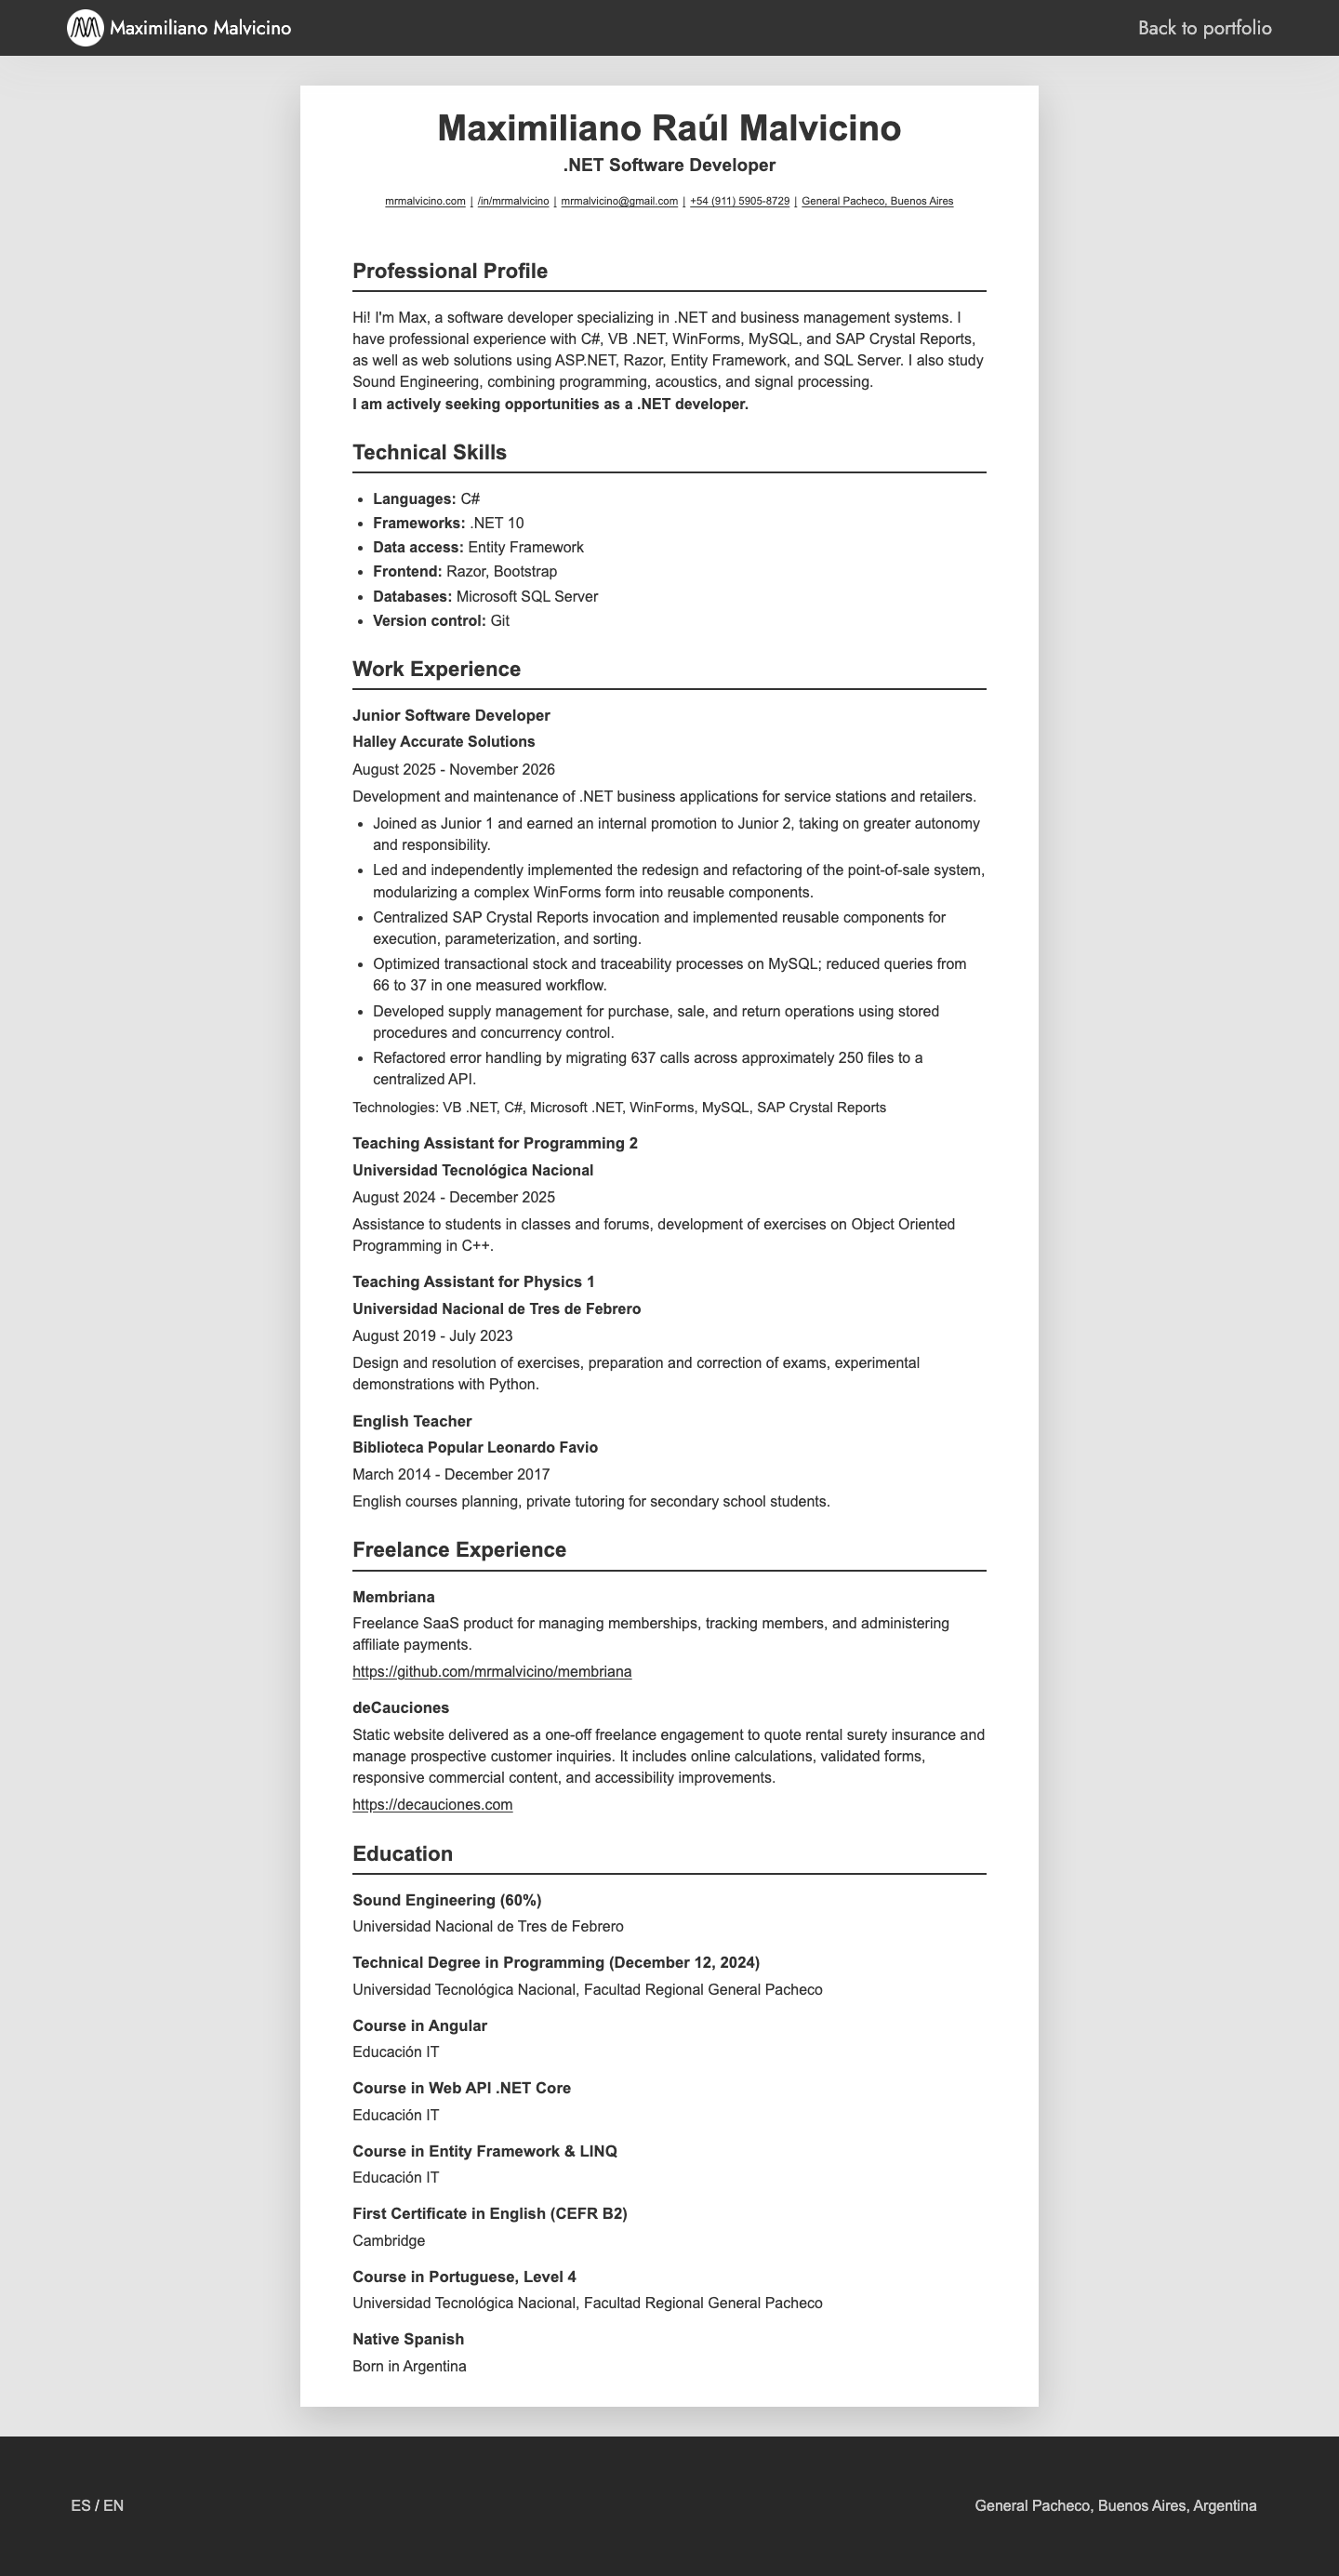 Maximiliano Malvicino
Back to portfolio
Maximiliano Raúl Malvicino
.NET Software Developer
mrmalvicino.com | /in/mrmalvicino | mrmalvicino@gmail.com | +54 (911) 5905-8729 | General Pacheco, Buenos Aires
Professional Profile
Hi! I'm Max, a software developer specializing in .NET and business management systems. I
have professional experience with C#, VB .NET, WinForms, MySQL, and SAP Crystal Reports,
as well as web solutions using ASP.NET, Razor, Entity Framework, and SQL Server. I also study
Sound Engineering, combining programming, acoustics, and signal processing.
I am actively seeking opportunities as a .NET developer.
Technical Skills
• Languages: C#
• Frameworks: .NET 10
• Data access: Entity Framework
• Frontend: Razor, Bootstrap
• Databases: Microsoft SQL Server
• Version control: Git
Work Experience
Junior Software Developer
Halley Accurate Solutions
August 2025 - November 2026
Development and maintenance of .NET business applications for service stations and retailers.
• Joined as Junior 1 and earned an internal promotion to Junior 2, taking on greater autonomy
and responsibility.
• Led and independently implemented the redesign and refactoring of the point-of-sale system,
modularizing a complex WinForms form into reusable components.
• Centralized SAP Crystal Reports invocation and implemented reusable components for
execution, parameterization, and sorting.
• Optimized transactional stock and traceability processes on MySQL; reduced queries from
66 to 37 in one measured workflow.
• Developed supply management for purchase, sale, and return operations using stored
procedures and concurrency control.
• Refactored error handling by migrating 637 calls across approximately 250 files to a
centralized API.
Technologies: VB .NET, C#, Microsoft .NET, WinForms, MySQL, SAP Crystal Reports
Teaching Assistant for Programming 2
Universidad Tecnológica Nacional
August 2024 - December 2025
Assistance to students in classes and forums, development of exercises on Object Oriented
Programming in C++.
Teaching Assistant for Physics 1
Universidad Nacional de Tres de Febrero
August 2019 - July 2023
Design and resolution of exercises, preparation and correction of exams, experimental
demonstrations with Python.
English Teacher
Biblioteca Popular Leonardo Favio
March 2014 - December 2017
English courses planning, private tutoring for secondary school students.
Freelance Experience
Membriana
Freelance SaaS product for managing memberships, tracking members, and administering
affiliate payments.
https://github.com/mrmalvicino/membriana
deCauciones
Static website delivered as a one-off freelance engagement to quote rental surety insurance and
manage prospective customer inquiries. It includes online calculations, validated forms,
responsive commercial content, and accessibility improvements.
https://decauciones.com
Education
Sound Engineering (60%)
Universidad Nacional de Tres de Febrero
Technical Degree in Programming (December 12, 2024)
Universidad Tecnológica Nacional, Facultad Regional General Pacheco
Course in Angular
Educación IT
Course in Web API .NET Core
Educación IT
Course in Entity Framework & LINQ
Educación IT
First Certificate in English (CEFR B2)
Cambridge
Course in Portuguese, Level 4
Universidad Tecnológica Nacional, Facultad Regional General Pacheco
Native Spanish
Born in Argentina
ES / EN
General Pacheco, Buenos Aires, Argentina